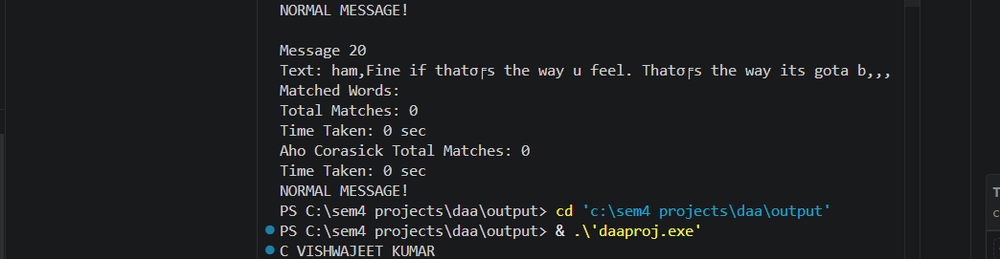 NORMAL MESSAGE!
Message 20
Text: ham,Fine if thatσƒs the way u feel. Thatσƒs the way its gota b,,,
Matched Words:
Total Matches: 0
Time Taken: 0 sec
Aho Corasick Total Matches: 0
Time Taken: 0 sec
NORMAL MESSAGE!
PS C:\sem4 projects\daa\output> cd 'c:\sem4 projects\daa\output'
PS C:\sem4 projects\daa\output> & .\'daaproj.exe'
C VISHWAJEET KUMAR